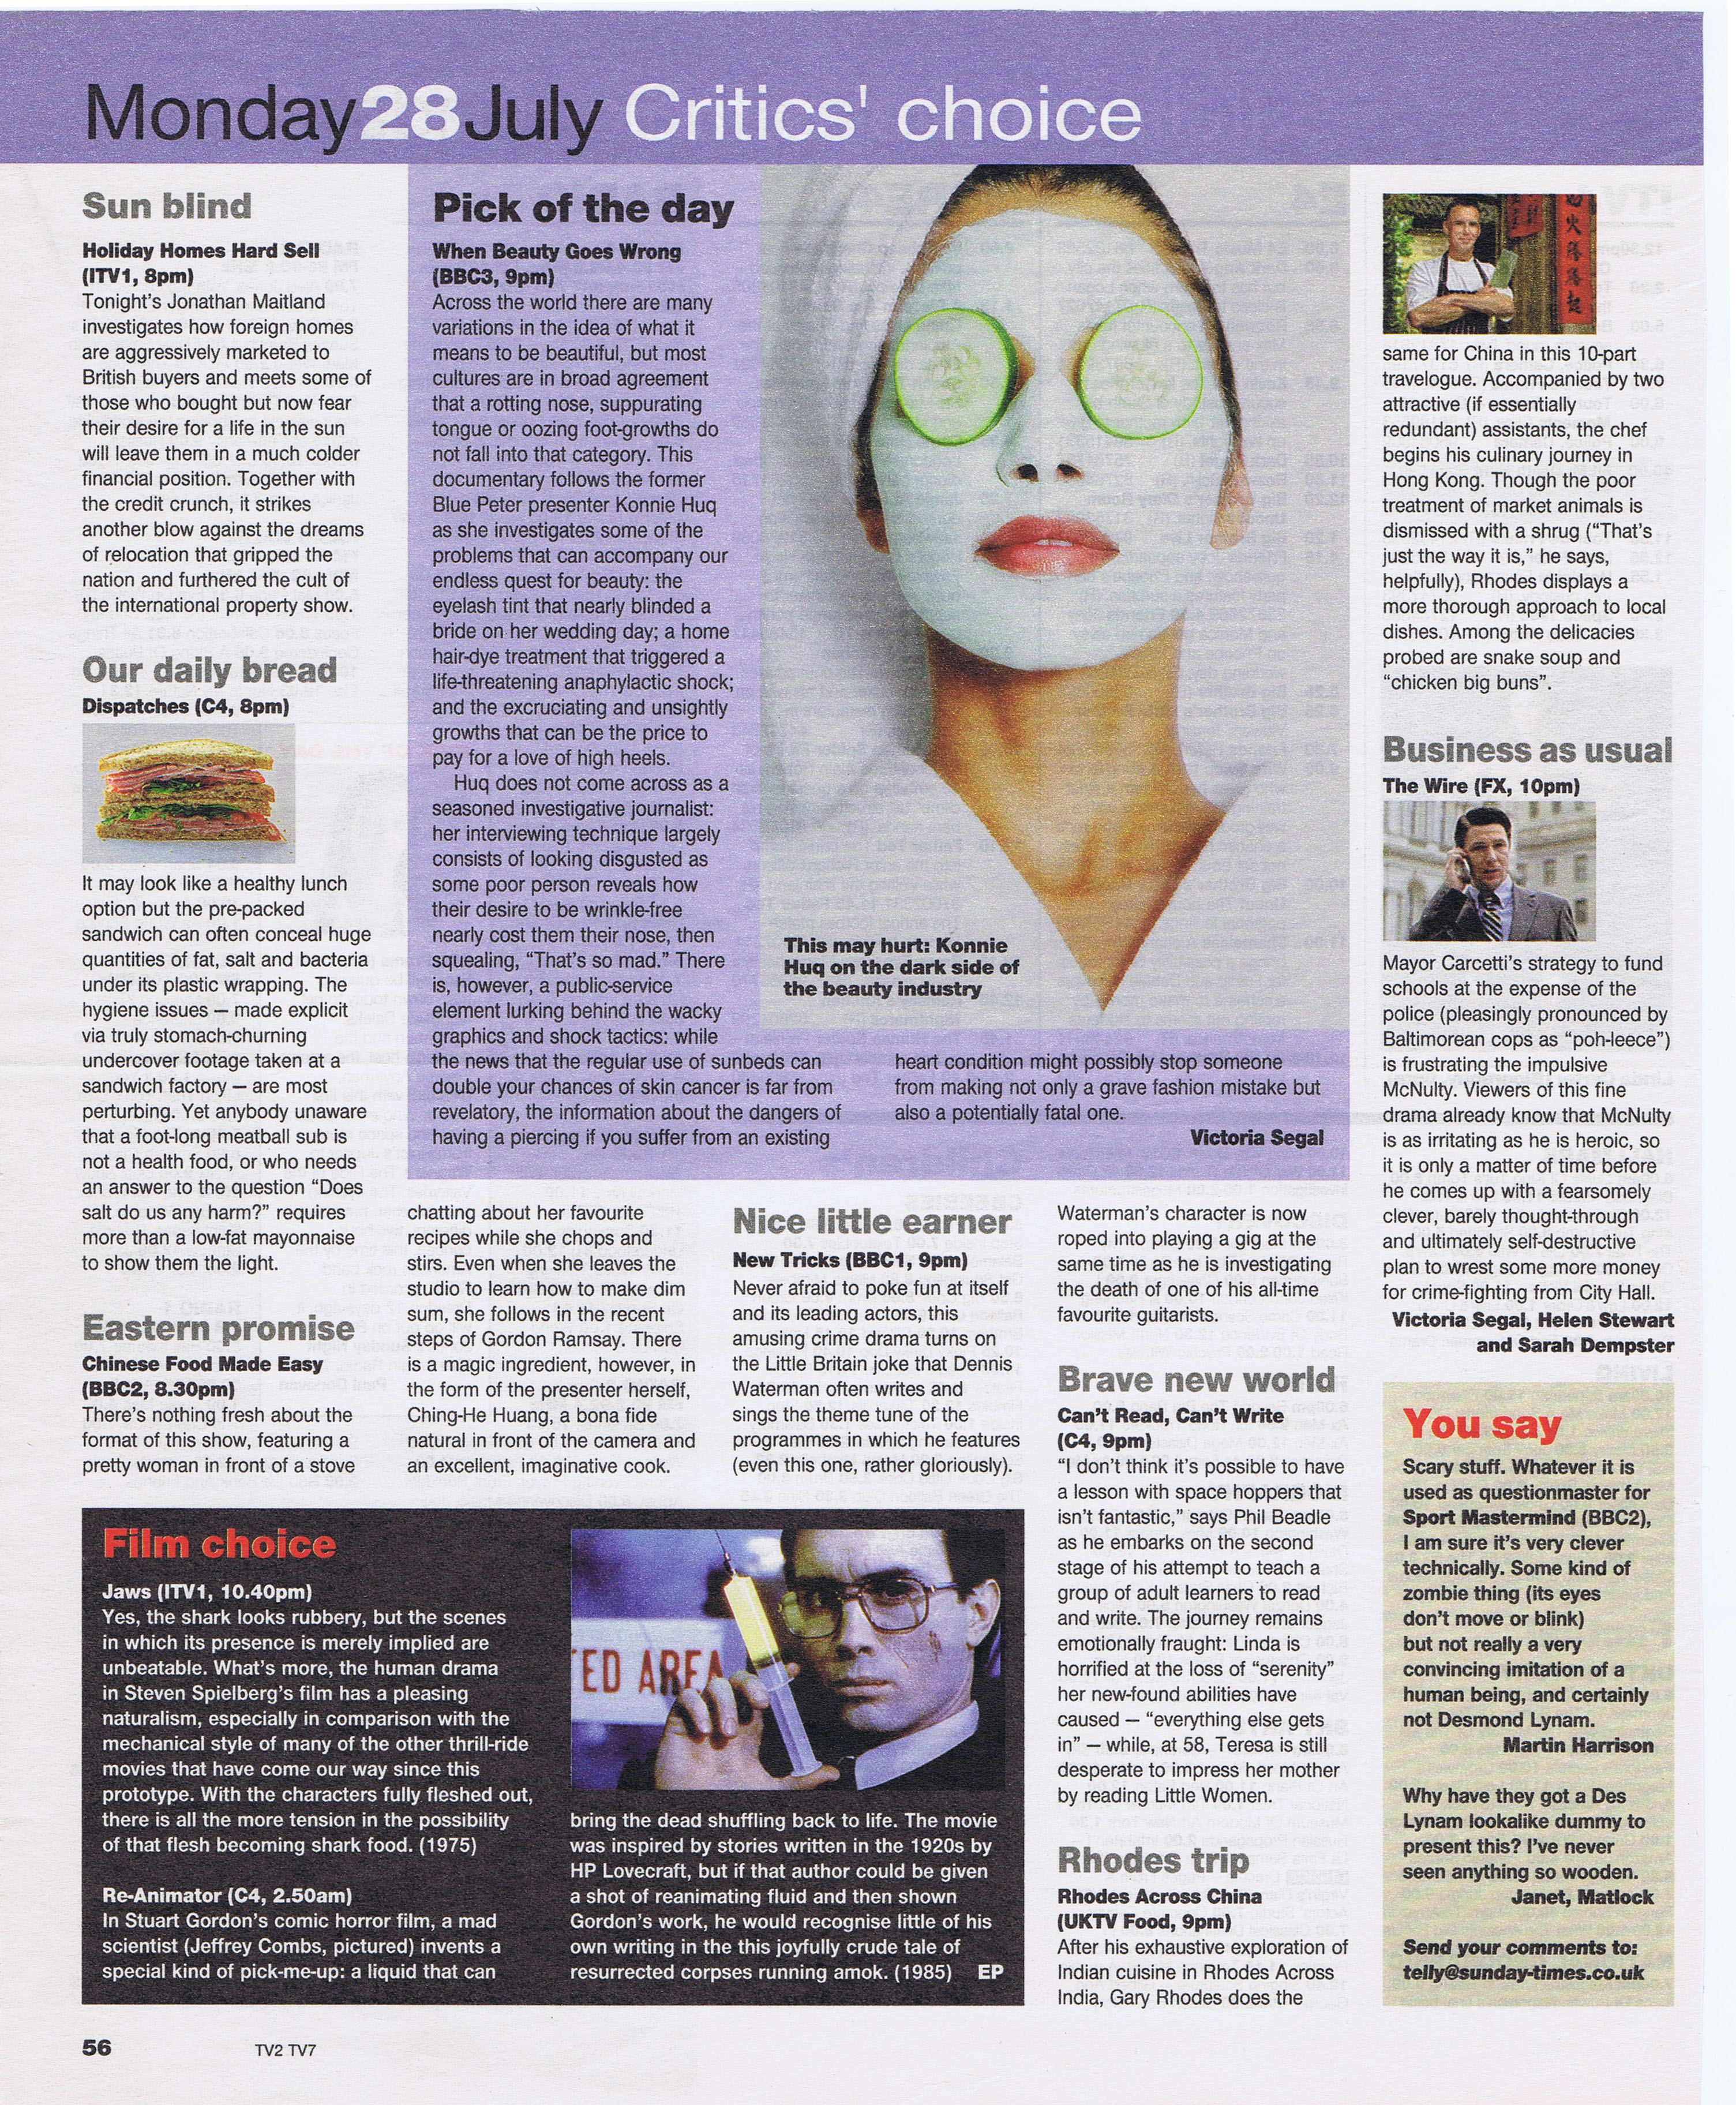 Monday28July Critics' choice
Sun blind
Holiday Homes Hard Sell
(ITV1, 8pm)
Tonight's Jonathan Maitland
investigates how foreign homes
are aggressively marketed to
British buyers and meets some of
those who bought but now fear
their desire for a life in the sun
will leave them in a much colder
financial position. Together with
the credit crunch, it strikes
another blow against the dreams
of relocation that gripped the
nation and furthered the cult of
the international property show.
Our daily bread
Dispatches (C4, 8pm)
It may look like a healthy lunch
option but the pre-packed
sandwich can often conceal huge
quantities of fat, salt and bacteria
under its plastic wrapping. The
hygiene issues — made explicit
via truly stomach-churning
undercover footage taken at a
sandwich factory — are most
perturbing. Yet anybody unaware
that a foot-long meatball sub is
not a health food, or who needs
an answer to the question “Does
salt do us any harm?” requires
more than a low-fat mayonnaise
to show them the light.
Eastern promise
Chinese Food Made Easy
(BBC2, 8.30pm)
There's nothing fresh about the
format of this show, featuring a
pretty woman in front of a stove
chatting about her favourite
recipes while she chops and
stirs. Even when she leaves the
studio to learn how to make dim
sum, she follows in the recent
steps of Gordon Ramsay. There
is a magic ingredient, however, in
the form of the presenter herself,
Ching-He Huang, a bona fide
natural in front of the camera and
an excellent, imaginative cook.
Pick of the day
When Beauty Goes Wrong
(BBC3, 9pm)
Across the world there are many
variations in the idea of what it
means to be beautiful, but most
cultures are in broad agreement
that a rotting nose, suppurating
tongue or oozing foot-growths do
not fall into that category. This
documentary follows the former
Blue Peter presenter Konnie Huq
as she investigates some of the
problems that can accompany our
endless quest for beauty: the
eyelash tint that nearly blinded a
bride on her wedding day; a home
hair-dye treatment that triggered a
life-threatening anaphylactic shock;
and the excruciating and unsightly
growths that can be the price to
pay for a love of high heels.
Huq does not come across as a
seasoned investigative journalist:
her interviewing technique largely
consists of looking disgusted as
some poor person reveals how
their desire to be wrinkle-free
nearly cost them their nose, then
squealing, “That's so mad.” There
is, however, a public-service
element lurking behind the wacky
graphics and shock tactics: while
the news that the regular use of sunbeds can
double your chances of skin cancer is far from
revelatory, the information about the dangers of
having a piercing if you suffer from an existing
heart condition might possibly stop someone
from making not only a grave fashion mistake but
also a potentially fatal one.
Victoria Segal
This may hurt: Konnie
Huq on the dark side of
the beauty industry
Nice little earner
New Tricks (BBC1, 9pm)
Never afraid to poke fun at itself
and its leading actors, this
amusing crime drama turns on
the Little Britain joke that Dennis
Waterman often writes and
sings the theme tune of the
programmes in which he features
(even this one, rather gloriously).
Waterman's character is now
roped into playing a gig at the
same time as he is investigating
the death of one of his all-time
favourite guitarists.
Brave new world
Can't Read, Can't Write
(C4, 9pm)
“I don't think it's possible to have
a lesson with space hoppers that
isn't fantastic,” says Phil Beadle
as he embarks on the second
stage of his attempt to teach a
group of adult learners to read
and write. The journey remains
emotionally fraught: Linda is
horrified at the loss of “serenity”
her new-found abilities have
caused — “everything else gets
in” — while, at 58, Teresa is still
desperate to impress her mother
by reading Little Women.
Rhodes trip
Rhodes Across China
(UKTV Food, 9pm)
After his exhaustive exploration of
Indian cuisine in Rhodes Across
India, Gary Rhodes does the
same for China in this 10-part
travelogue. Accompanied by two
attractive (if essentially
redundant) assistants, the chef
begins his culinary journey in
Hong Kong. Though the poor
treatment of market animals is
dismissed with a shrug (“That's
just the way it is,” he says,
helpfully), Rhodes displays a
more thorough approach to local
dishes. Among the delicacies
probed are snake soup and
“chicken big buns”.
Business as usual
The Wire (FX, 10pm)
Mayor Carcetti's strategy to fund
schools at the expense of the
police (pleasingly pronounced by
Baltimorean cops as “poh-leece”)
is frustrating the impulsive
McNulty. Viewers of this fine
drama already know that McNulty
is as irritating as he is heroic, so
it is only a matter of time before
he comes up with a fearsomely
clever, barely thought-through
and ultimately self-destructive
plan to wrest some more money
for crime-fighting from City Hall.
Victoria Segal, Helen Stewart
and Sarah Dempster
Film choice
Jaws (ITV1, 10.40pm)
Yes, the shark looks rubbery, but the scenes
in which its presence is merely implied are
unbeatable. What's more, the human drama
in Steven Spielberg's film has a pleasing
naturalism, especially in comparison with the
mechanical style of many of the other thrill-ride
movies that have come our way since this
prototype. With the characters fully fleshed out,
there is all the more tension in the possibility
of that flesh becoming shark food. (1975)
Re-Animator (C4, 2.50am)
In Stuart Gordon's comic horror film, a mad
scientist (Jeffrey Combs, pictured) invents a
special kind of pick-me-up: a liquid that can
TED AREA
bring the dead shuffling back to life. The movie
was inspired by stories written in the 1920s by
HP Lovecraft, but if that author could be given
a shot of reanimating fluid and then shown
Gordon's work, he would recognise little of his
own writing in the this joyfully crude tale of
resurrected corpses running amok. (1985) EP
You say
Scary stuff. Whatever it is
used as questionmaster for
Sport Mastermind (BBC2),
I am sure it's very clever
technically. Some kind of
zombie thing (its eyes
don't move or blink)
but not really a very
convincing imitation of a
human being, and certainly
not Desmond Lynam.
Martin Harrison
Why have they got a Des
Lynam lookalike dummy to
present this? I've never
seen anything so wooden.
Janet, Matlock
Send your comments to:
telly@sunday-times.co.uk
56
TV2 TV7